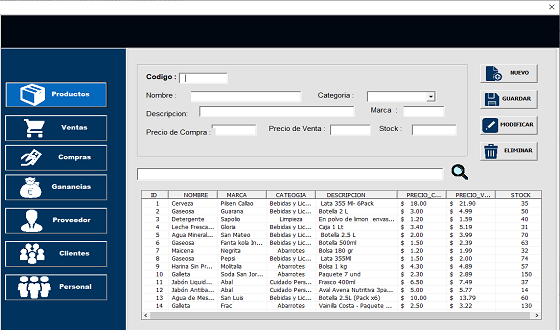 Productos
Ventas
Compras
Ganancias
Proveedor
Clientes
Personal
Codigo :
Nombre :
Categoria :
Descripcion:
Marca :
Precio de Compra :
Precio de Venta :
Stock :
NUEVO
GUARDAR
MODIFICAR
ELIMINAR
ID NOMBRE MARCA CATEOGIA DESCRIPCION PRECIO_C... PRECIO_V... STOCK
1 Cerveza Pilsen Callao Bebidas y Lic... Lata 355 Ml- 6Pack $ 18.00 $ 21.90 35
2 Gaseosa Guarana Bebidas y Lic... Botella 2 L $ 3.00 $ 4.99 50
3 Detergente Sapolio Limpieza En polvo de limon envas... $ 1.20 $ 1.59 40
4 Leche Fresca... Gloria Bebidas y Lic... Caja 1 Lt $ 3.40 $ 5.19 31
5 Agua Mineral... San Mateo Bebidas y Lic... Botella 2.5 L $ 2.00 $ 3.99 70
6 Gaseosa Fanta kola In... Bebidas y Lic... Botella 500ml $ 1.50 $ 2.39 63
7 Maicena Negrita Abarrotes Bolsa 180 gr $ 1.20 $ 1.99 32
8 Gaseosa Pepsi Bebidas y Lic... Lata 355Ml $ 1.50 $ 2.00 74
9 Harina Sin Pr... Molitalia Abarrotes Bolsa 1 kg $ 4.30 $ 4.89 57
10 Galleta Soda San Jor... Abarrotes Paquete 7 und $ 2.00 $ 2.89 150
11 Jabón Liquid... Abal Cuidado Pers... Frasco 400ml $ 6.50 $ 7.49 37
12 Jabón Antiba... Abal Cuidado Pers... Aval Avena Nutritiva 3pa... $ 5.00 $ 5.77 14
13 Agua de Mes... San Luis Bebidas y Lic... Botella 2.5L (Pack x6) $ 10.00 $ 13.79 60
14 Galleta Frac Abarrotes Vainilla Costa - Paquete ... $ 2.50 $ 3.22 130